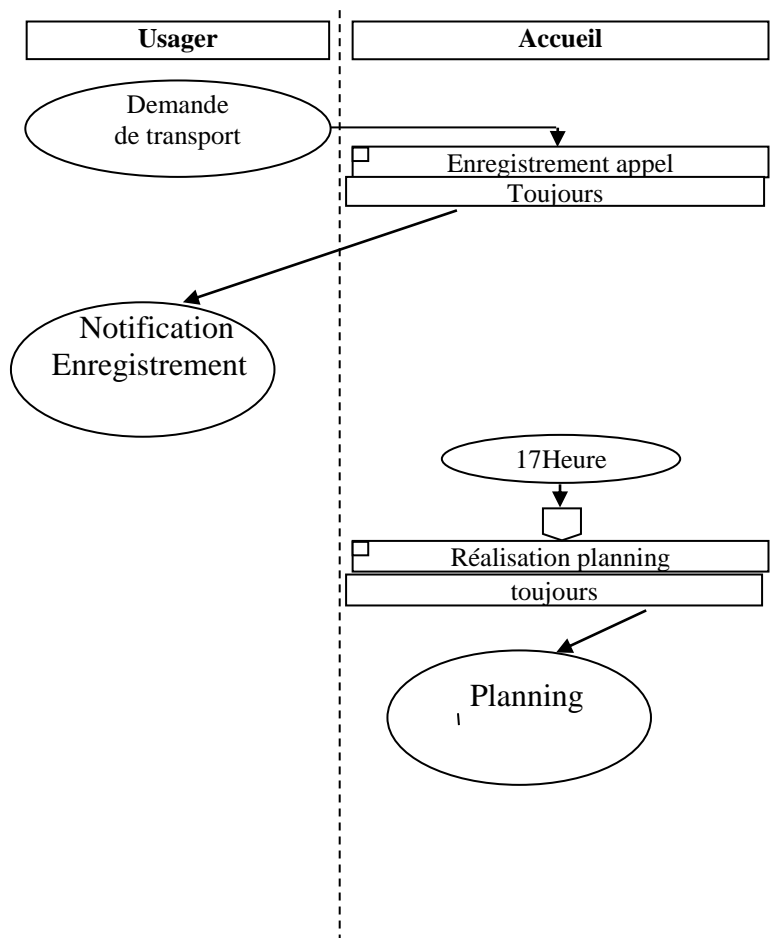 Usager
Accueil
Demande
de transport
Enregistrement appel
Toujours
Notification
Enregistrement
17Heure
Réalisation planning
toujours
Planning